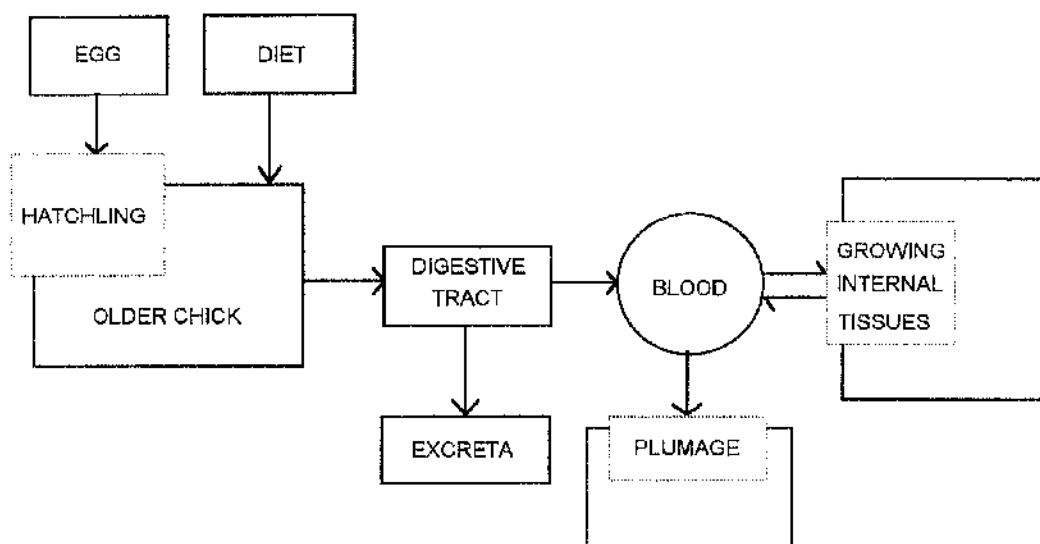 EGG
DIET
HATCHLING
OLDER CHICK
DIGESTIVE
TRACT
EXCRETA
BLOOD
PLUMAGE
GROWING
INTERNAL
TISSUES